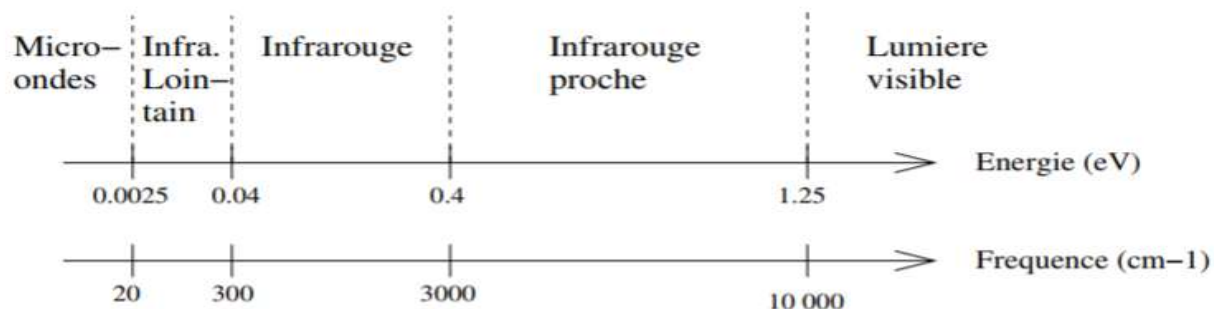 Micro–
ondes
Infra.
Loin–
tain
Infrarouge
Infrarouge
proche
Lumiere
visible
0.0025 0.04 0.4 1.25 Energie (eV)
20 300 3000 10 000 Frequence (cm–1)